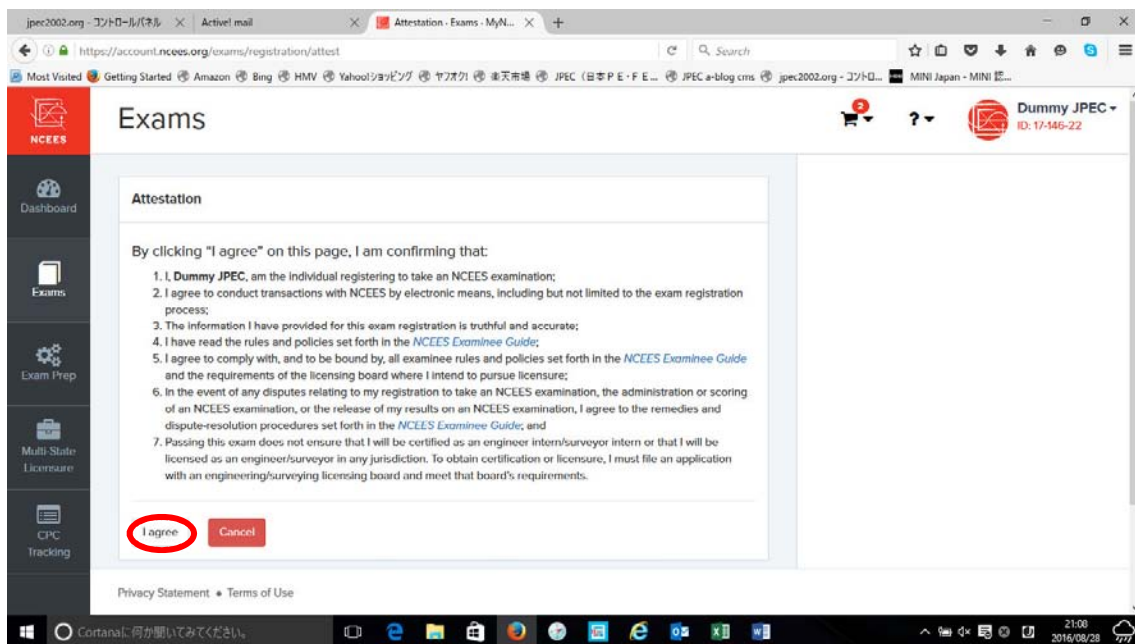 jpec2002.org - コントロールパネル
Active! mail
Attestation - Exams - MyN...
https://account.ncees.org/exams/registration/attest
Search
Most Visited Getting Started Amazon Bing HMV Yahoo!ショッピング ヤフオク! 楽天市場 JPEC (日本PE・FE... JPEC a-blog cms jpec2002.org - コントロ... MINI Japan - MINI 認...
NCEES
Exams
2
?
Dummy JPEC
ID: 17-146-22
Dashboard
Exams
Exam Prep
Multi-State
Licensure
CPC
Tracking
Attestation
By clicking "I agree" on this page, I am confirming that:
1. I, Dummy JPEC, am the individual registering to take an NCEES examination;
2. I agree to conduct transactions with NCEES by electronic means, including but not limited to the exam registration
process;
3. The information I have provided for this exam registration is truthful and accurate;
4. I have read the rules and policies set forth in the NCEES Examinee Guide;
5. I agree to comply with, and to be bound by, all examinee rules and policies set forth in the NCEES Examinee Guide
and the requirements of the licensing board where I intend to pursue licensure;
6. In the event of any disputes relating to my registration to take an NCEES examination, the administration or scoring
of an NCEES examination, or the release of my results on an NCEES examination, I agree to the remedies and
dispute-resolution procedures set forth in the NCEES Examinee Guide; and
7. Passing this exam does not ensure that I will be certified as an engineer intern/surveyor intern or that I will be
licensed as an engineer/surveyor in any jurisdiction. To obtain certification or licensure, I must file an application
with an engineering/surveying licensing board and meet that board's requirements.
I agree
Cancel
Privacy Statement • Terms of Use
Cortanaに何か聞いてみてください。
21:08
2016/08/28